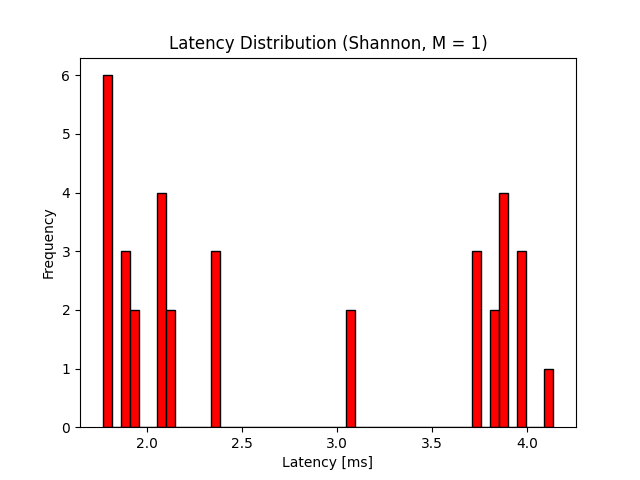 Latency Distribution (Shannon, M = 1)
6
5
4
3
2
1
0
Frequency
2.0 2.5 3.0 3.5 4.0
Latency [ms]